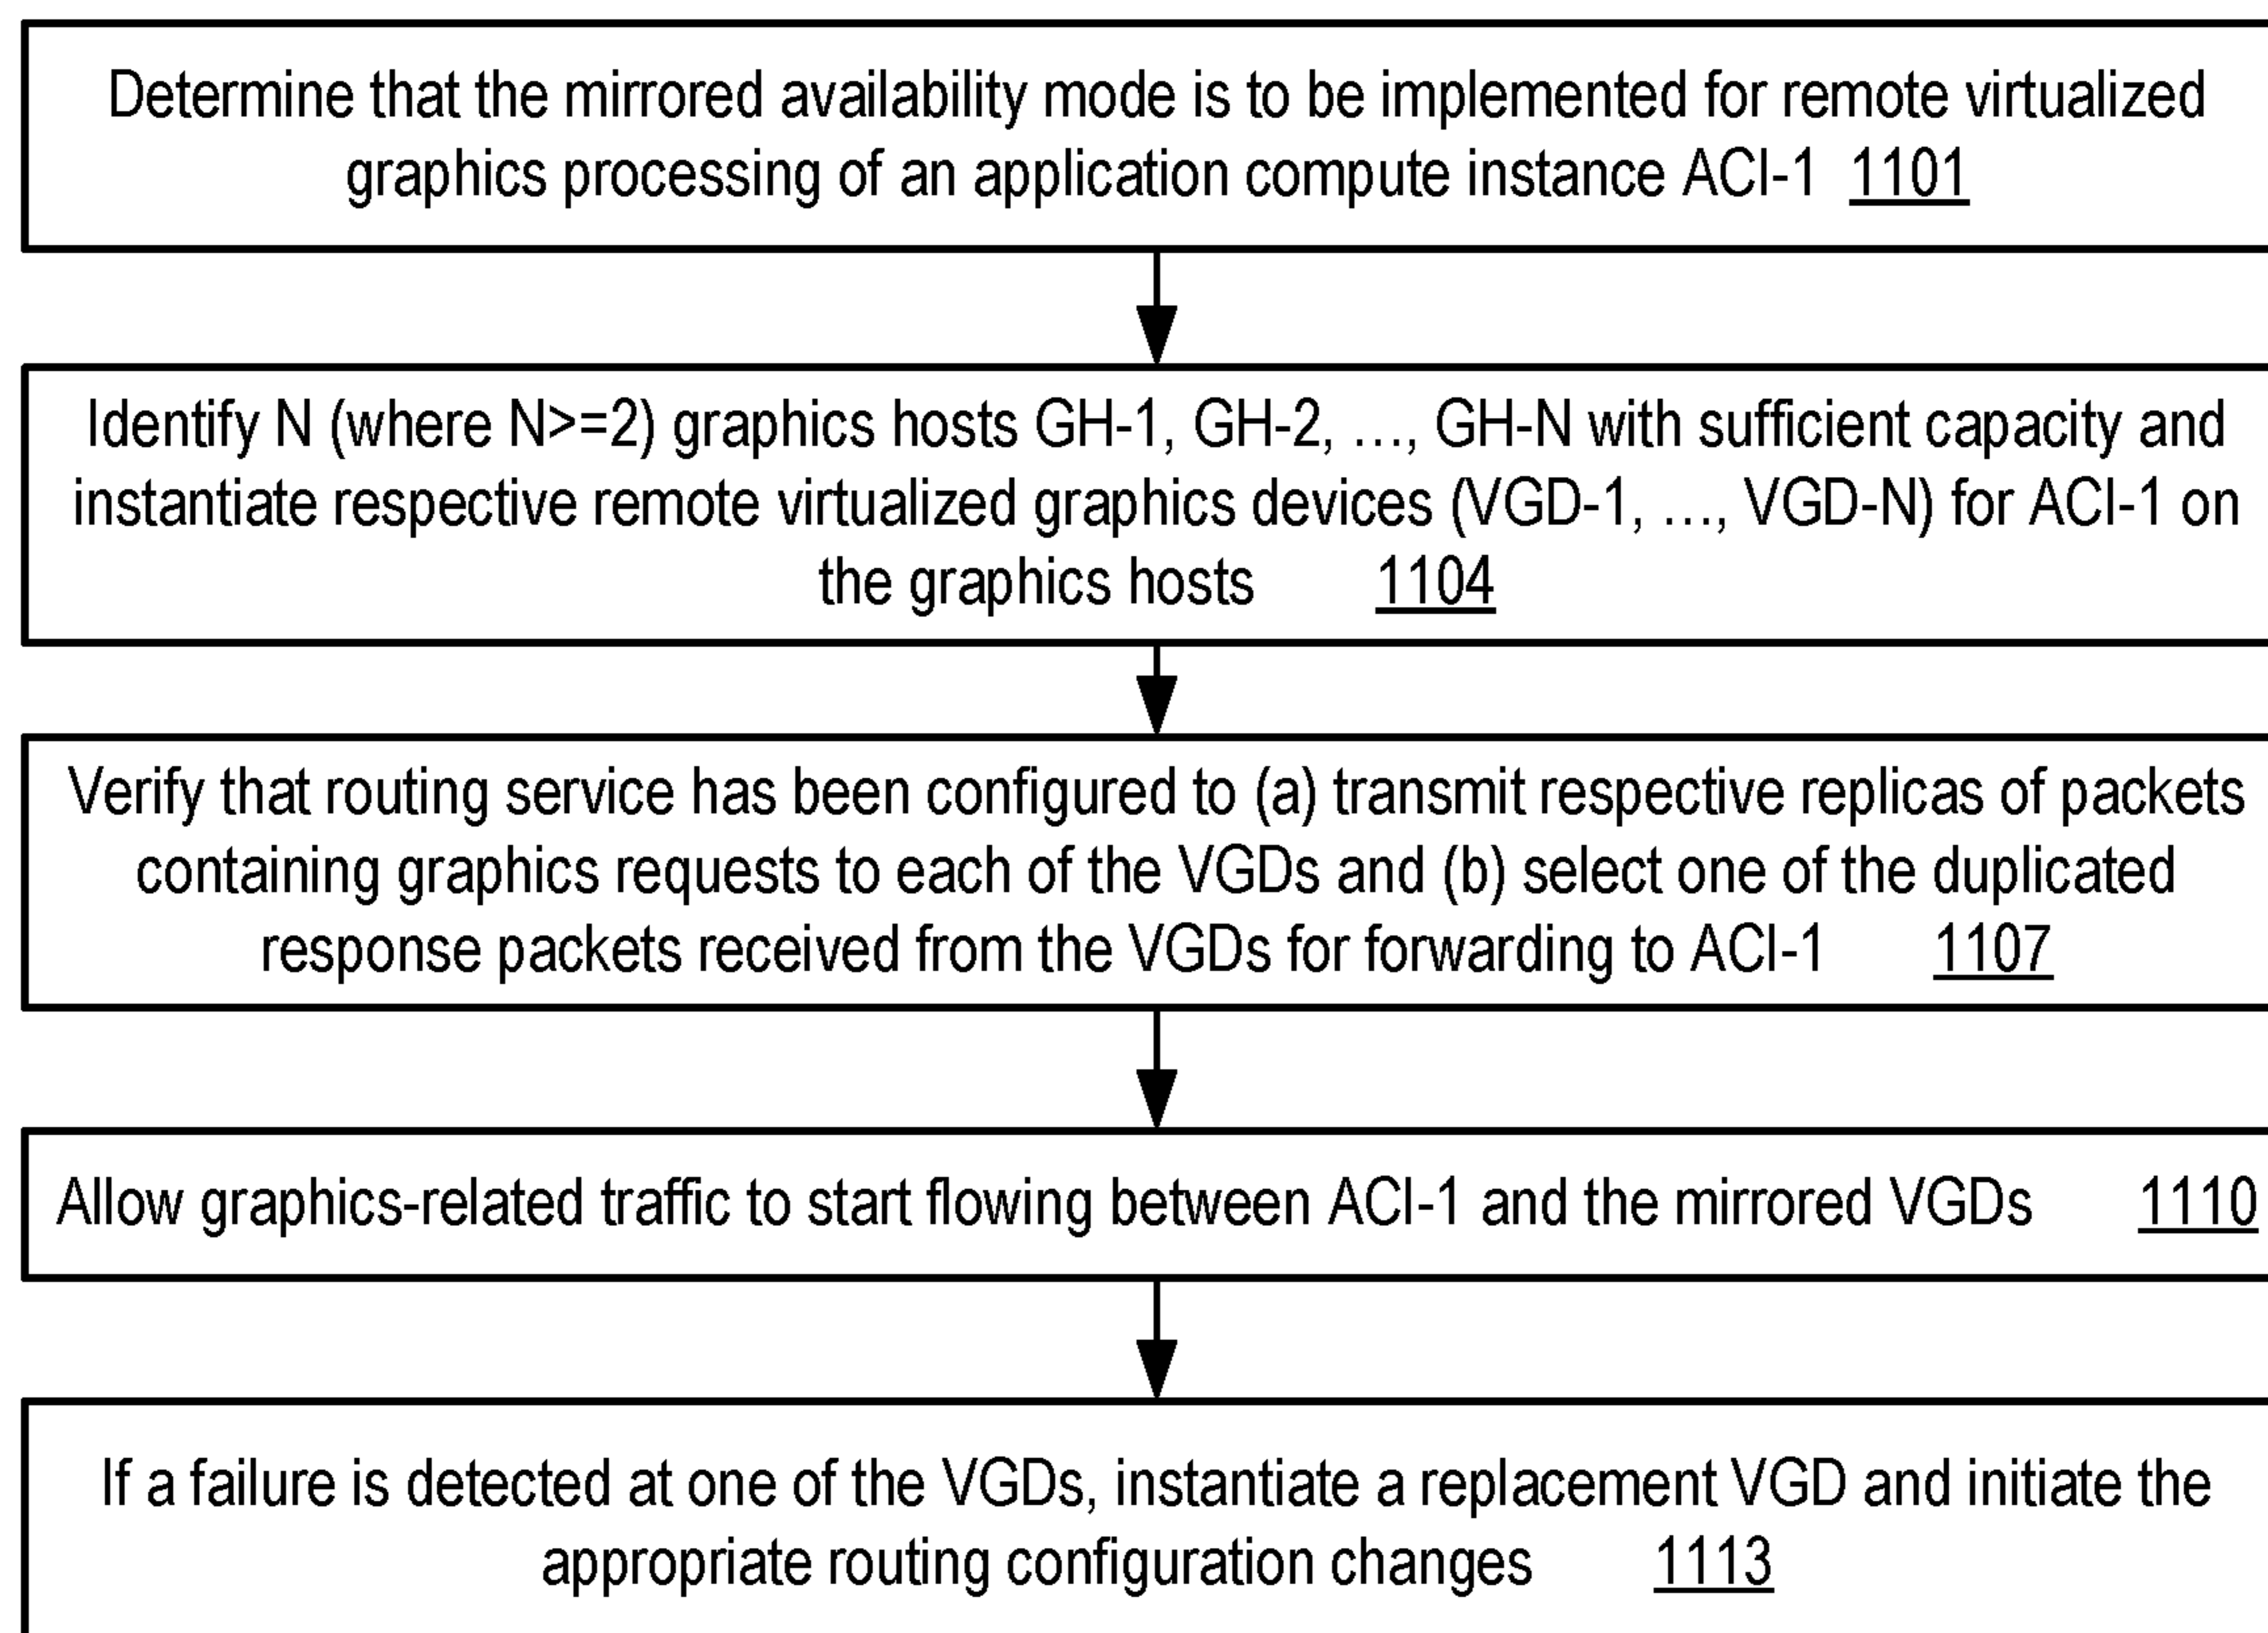 Determine that the mirrored availability mode is to be implemented for remote virtualized
graphics processing of an application compute instance ACI-1 1101
Identify N (where N>=2) graphics hosts GH-1, GH-2, …, GH-N with sufficient capacity and
instantiate respective remote virtualized graphics devices (VGD-1, …, VGD-N) for ACI-1 on
the graphics hosts 1104
Verify that routing service has been configured to (a) transmit respective replicas of packets
containing graphics requests to each of the VGDs and (b) select one of the duplicated
response packets received from the VGDs for forwarding to ACI-1 1107
Allow graphics-related traffic to start flowing between ACI-1 and the mirrored VGDs 1110
If a failure is detected at one of the VGDs, instantiate a replacement VGD and initiate the
appropriate routing configuration changes 1113